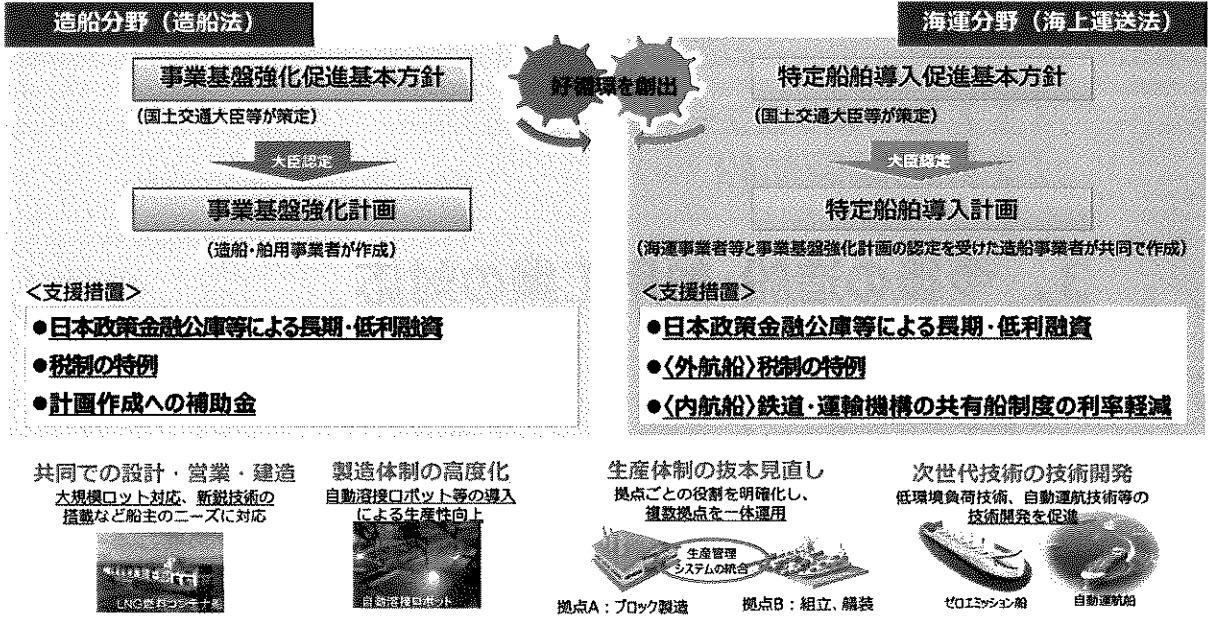 造船分野（造船法）
事業基盤強化促進基本方針
（国土交通大臣等が策定）
大臣認定
事業基盤強化計画
（造船・舶用事業者が作成）
＜支援措置＞
●日本政策金融公庫等による長期・低利融資
●税制の特例
●計画作成への補助金
好循環を創出
海運分野（海上運送法）
特定船舶導入促進基本方針
（国土交通大臣等が策定）
大臣認定
特定船舶導入計画
（海運事業者等と事業基盤強化計画の認定を受けた造船事業者が共同で作成）
＜支援措置＞
●日本政策金融公庫等による長期・低利融資
●〈外航船〉税制の特例
●〈内航船〉鉄道・運輸機構の共有船制度の利率軽減
共同での設計・営業・建造
大規模ロット対応、新鋭技術の
搭載など船主のニーズに対応
LNG燃料コンテナ船
製造体制の高度化
自動溶接ロボット等の導入
による生産性向上
自動溶接ロボット
生産体制の抜本見直し
拠点ごとの役割を明確化し、
複数拠点を一体運用
生産管理
システムの統合
拠点A：ブロック製造
拠点B：組立、艤装
次世代技術の技術開発
低環境負荷技術、自動運航技術等の
技術開発を促進
ゼロエミッション船
自動運航船